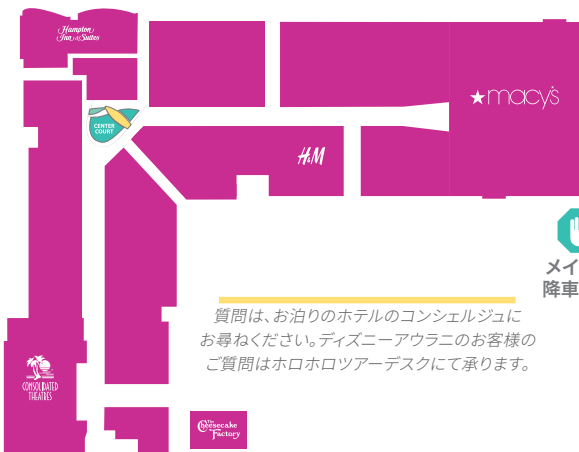 Hampton
Inn & Suites
macy's
CENTER
COURT
H&M
メイ
降車
質問は、お泊りのホテルのコンシェルジュに
お尋ねください。ディズニーアウラニのお客様の
ご質問はホロホロツアーデスクにて承ります。
CONSOLIDATED
THEATRES
The
Cheesecake
Factory